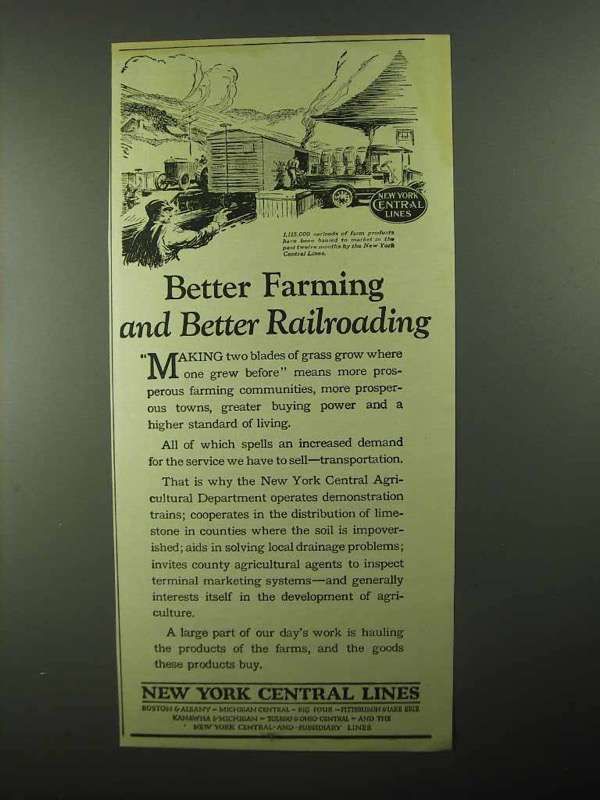 NEW YORK
CENTRAL
LINES
1,115,000 carloads of farm products
have been hauled to market in the
past twelve months by the New York
Central Lines.
Better Farming
and Better Railroading
"MAKING two blades of grass grow where
one grew before" means more pros-
perous farming communities, more prosper-
ous towns, greater buying power and a
higher standard of living.
All of which spells an increased demand
for the service we have to sell—transportation.
That is why the New York Central Agri-
cultural Department operates demonstration
trains; cooperates in the distribution of lime-
stone in counties where the soil is impover-
ished; aids in solving local drainage problems;
invites county agricultural agents to inspect
terminal marketing systems—and generally
interests itself in the development of agri-
culture.
A large part of our day's work is hauling
the products of the farms, and the goods
these products buy.
NEW YORK CENTRAL LINES
BOSTON & ALBANY – MICHIGAN CENTRAL – BIG FOUR – PITTSBURGH & LAKE ERIE
KANAWHA & MICHIGAN – TOLEDO & OHIO CENTRAL – AND THE
NEW YORK CENTRAL AND SUBSIDIARY LINES